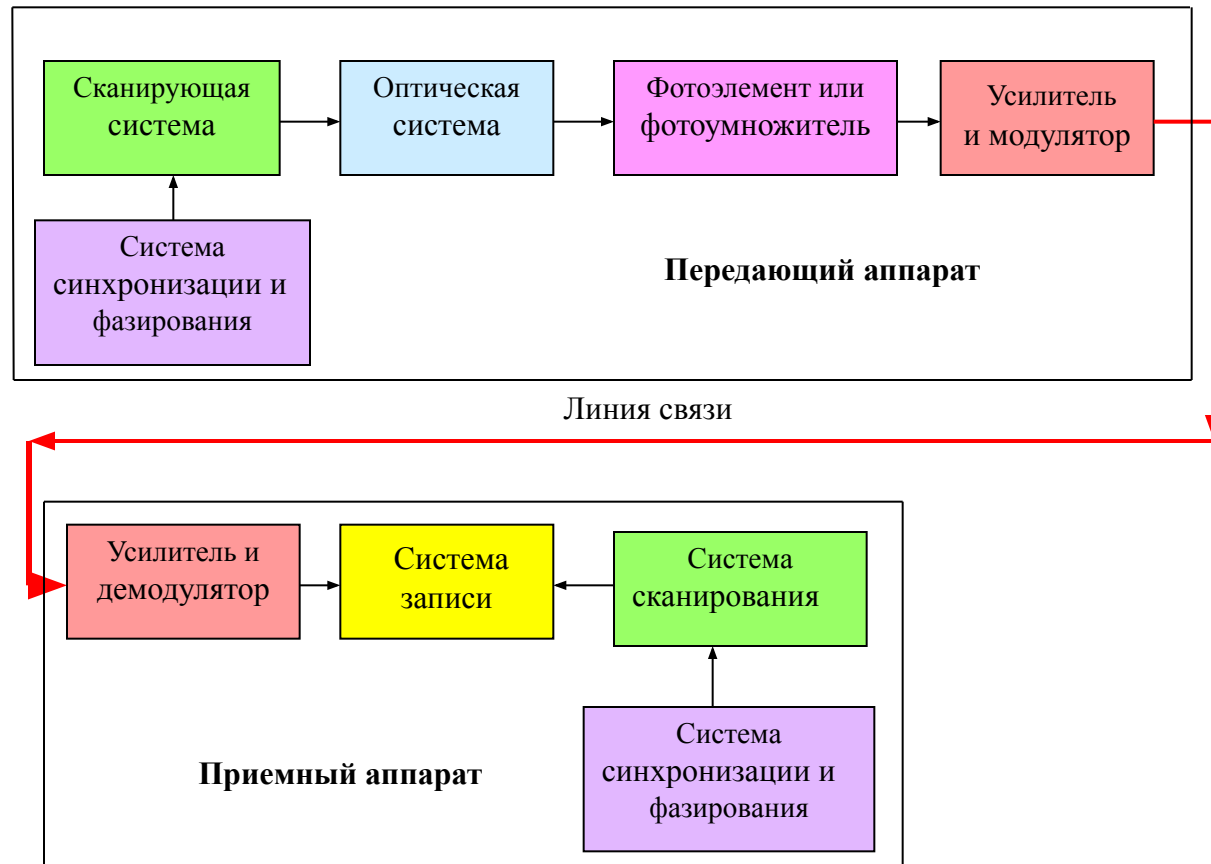 Сканирующая
система
Оптическая
система
Фотоэлемент или
фотоумножитель
Усилитель
и модулятор
Система
синхронизации и
фазирования
Передающий аппарат
Линия связи
Усилитель и
демодулятор
Система
записи
Система
сканирования
Система
синхронизации и
фазирования
Приемный аппарат